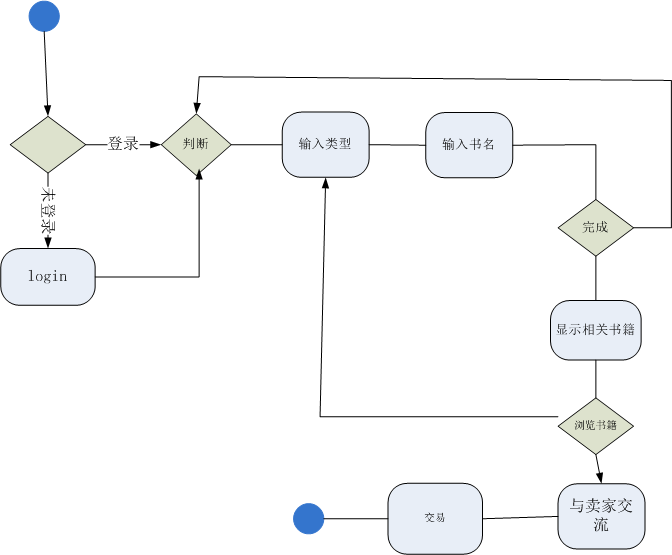 登录
判断
输入类型
输入书名
未登录
完成
login
显示相关书籍
浏览书籍
与卖家交
流
交易